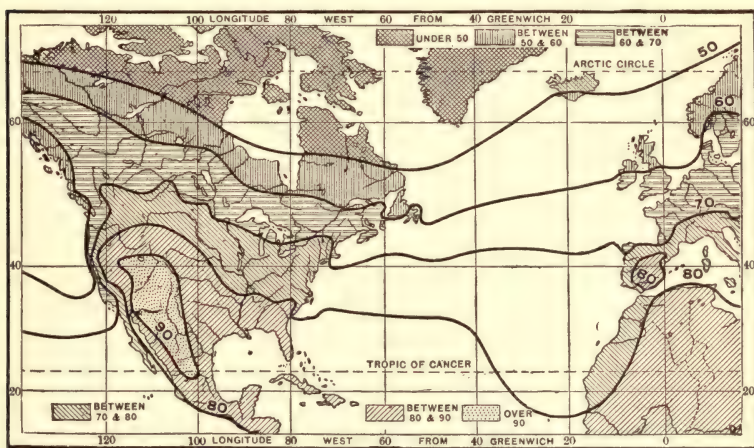 120 100 LONGITUDE 80 WEST 60 FROM 40 GREENWICH 20 0
UNDER 50
BETWEEN
50 & 60
BETWEEN
60 & 70
50
ARCTIC CIRCLE
60
60
60
70
40
80
80
40
90
TROPIC OF CANCER
20
80
20
BETWEEN
70 & 80
BETWEEN
80 & 90
OVER
90
120 100 LONGITUDE 80 WEST 60 FROM 40 GREENWICH 20 0